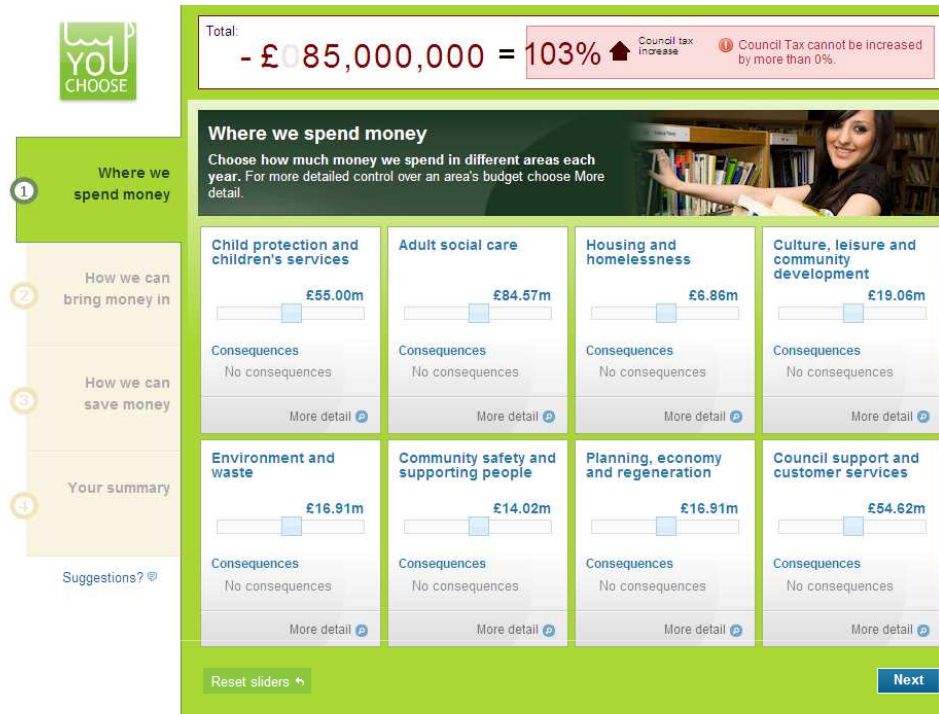 YOU
CHOOSE
Total:
- £085,000,000 = 103%
Council tax
increase
Council Tax cannot be increased
by more than 0%.
1
Where we
spend money
2
How we can
bring money in
3
How we can
save money
4
Your summary
Suggestions?
Where we spend money
Choose how much money we spend in different areas each
year. For more detailed control over an area's budget choose More
detail.
Child protection and
children's services
£55.00m
Consequences
No consequences
More detail
Adult social care
£84.57m
Consequences
No consequences
More detail
Housing and
homelessness
£6.86m
Consequences
No consequences
More detail
Culture, leisure and
community
development
£19.06m
Consequences
No consequences
More detail
Environment and
waste
£16.91m
Consequences
No consequences
More detail
Community safety and
supporting people
£14.02m
Consequences
No consequences
More detail
Planning, economy
and regeneration
£16.91m
Consequences
No consequences
More detail
Council support and
customer services
£54.62m
Consequences
No consequences
More detail
Reset sliders
Next